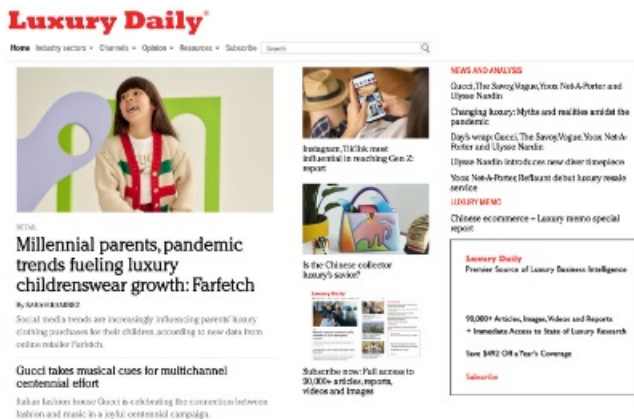 Luxury Daily
Home Industry sectors Channels Opinion Resources Subscribe Search
RETAIL
Millennial parents, pandemic
trends fueling luxury
childrenswear growth: Farfetch
By SARAH RAMIREZ
Social media trends are increasingly influencing parents' luxury
clothing purchases for their children, according to new data from
online retailer Farfetch.
Gucci takes musical cues for multichannel
centennial effort
Italian fashion house Gucci is celebrating the connection between
fashion and music in a joyful centennial campaign.
Instagram, TikTok most
influential in reaching Gen Z:
report
Is the Chinese collector
luxury's savior?
Luxury Daily
Subscribe now: Full access to
90,000+ articles, reports,
videos and images
NEWS AND ANALYSIS
Gucci, The Savoy, Vogue, Yoox Net-A-Porter and
Ulysse Nardin
Changing luxury: Myths and realities amidst the
pandemic
Day's wrap: Gucci, The Savoy, Vogue, Yoox Net-A-
Porter and Ulysse Nardin
Ulysse Nardin introduces new diver timepiece
Yoox Net-A-Porter, Reflaunt debut luxury resale
service
LUXURY MEMO
Chinese ecommerce – Luxury memo special
report
Luxury Daily
Premier Source of Luxury Business Intelligence
90,000+ Articles, Images, Videos and Reports
+ Immediate Access to State of Luxury Research
Save $492 Off a Year's Coverage
Subscribe